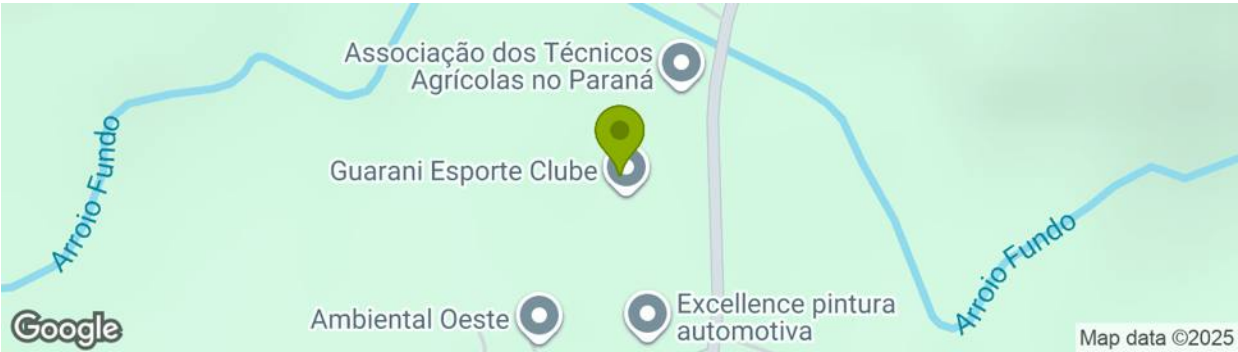 Associação dos Técnicos
Agrícolas no Paraná
Guarani Esporte Clube
Arroio Fundo
Arroio Fundo
Ambiental Oeste
Excellence pintura
automotiva
Google
Map data ©2025